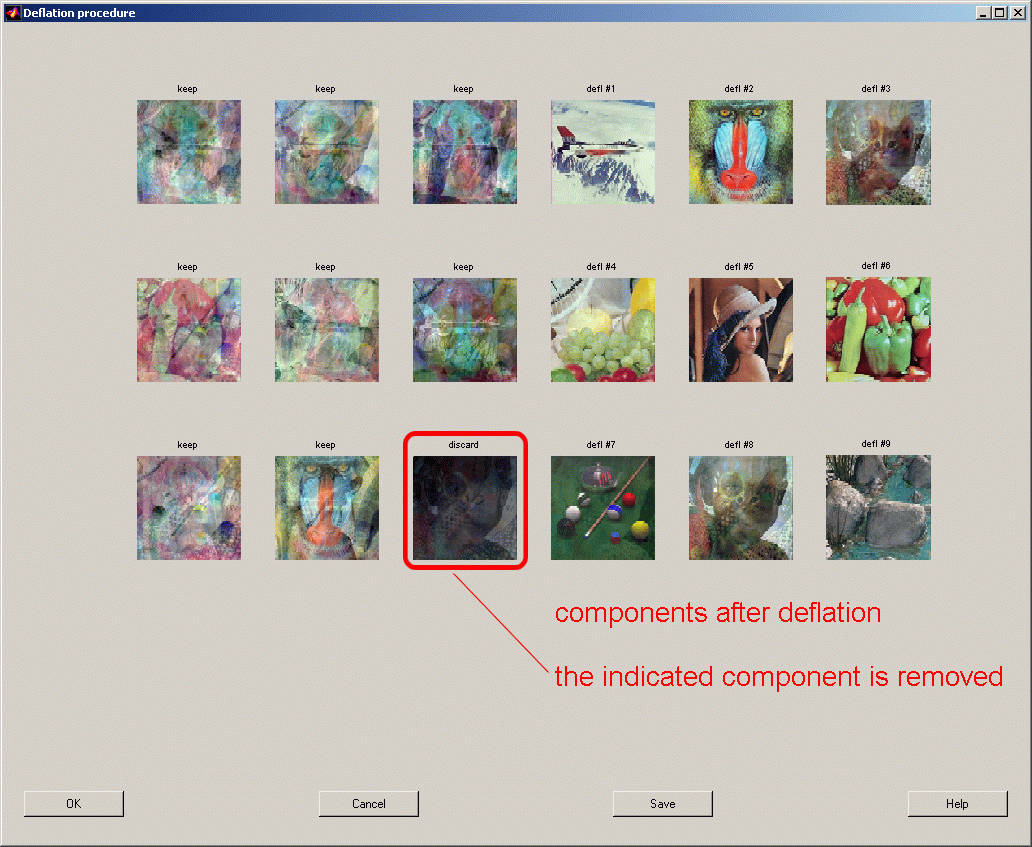 Deflation procedure
keep keep keep defl #1 defl #2 defl #3
keep keep keep defl #4 defl #5 defl #6
keep keep discard defl #7 defl #8 defl #9
components after deflation
the indicated component is removed
OK Cancel Save Help